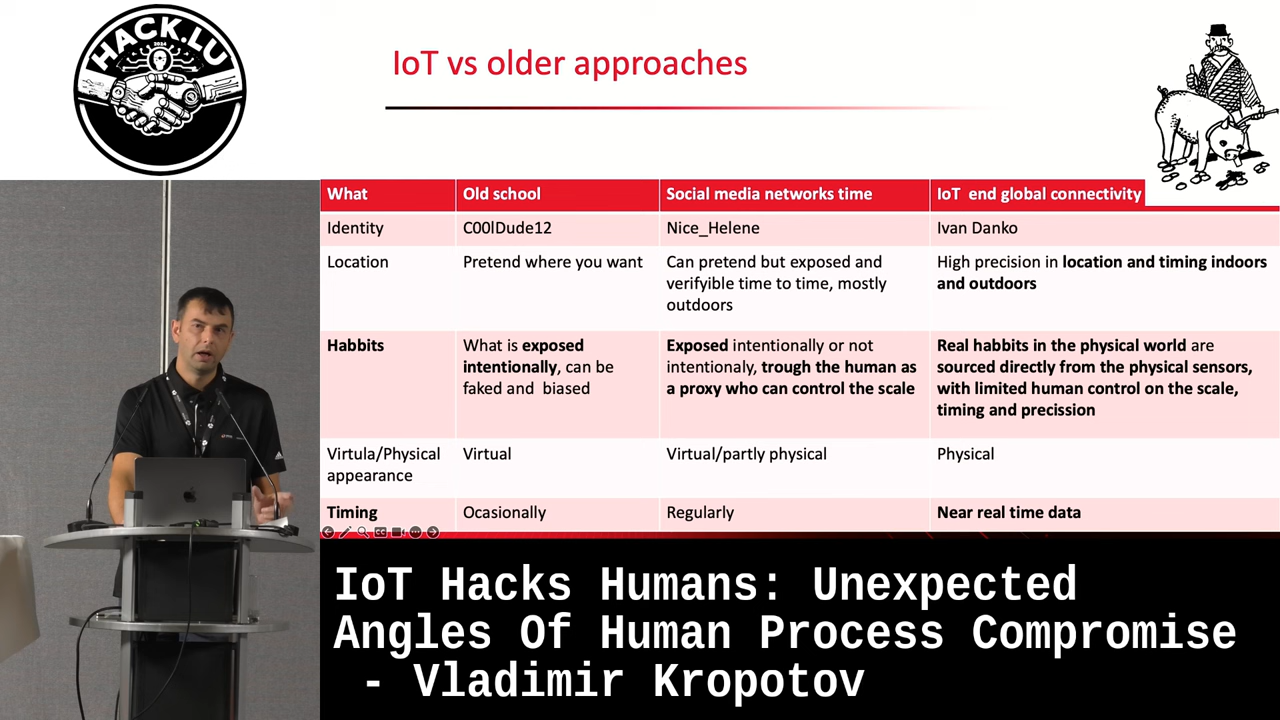 HACK.LU
2024
IoT vs older approaches
What Old school Social media networks time IoT end global connectivity
Identity C00lDude12 Nice_Helene Ivan Danko
Location Pretend where you want Can pretend but exposed and High precision in location and timing indoors
verifyible time to time, mostly and outdoors
outdoors
Habbits What is exposed Exposed intentionally or not Real habbits in the physical world are
intentionally, can be intentionaly, trough the human as sourced directly from the physical sensors,
faked and biased a proxy who can control the scale with limited human control on the scale,
timing and precission
Virtula/Physical Virtual Virtual/partly physical Physical
appearance
Timing Ocasionally Regularly Near real time data
IoT Hacks Humans: Unexpected
Angles Of Human Process Compromise
- Vladimir Kropotov